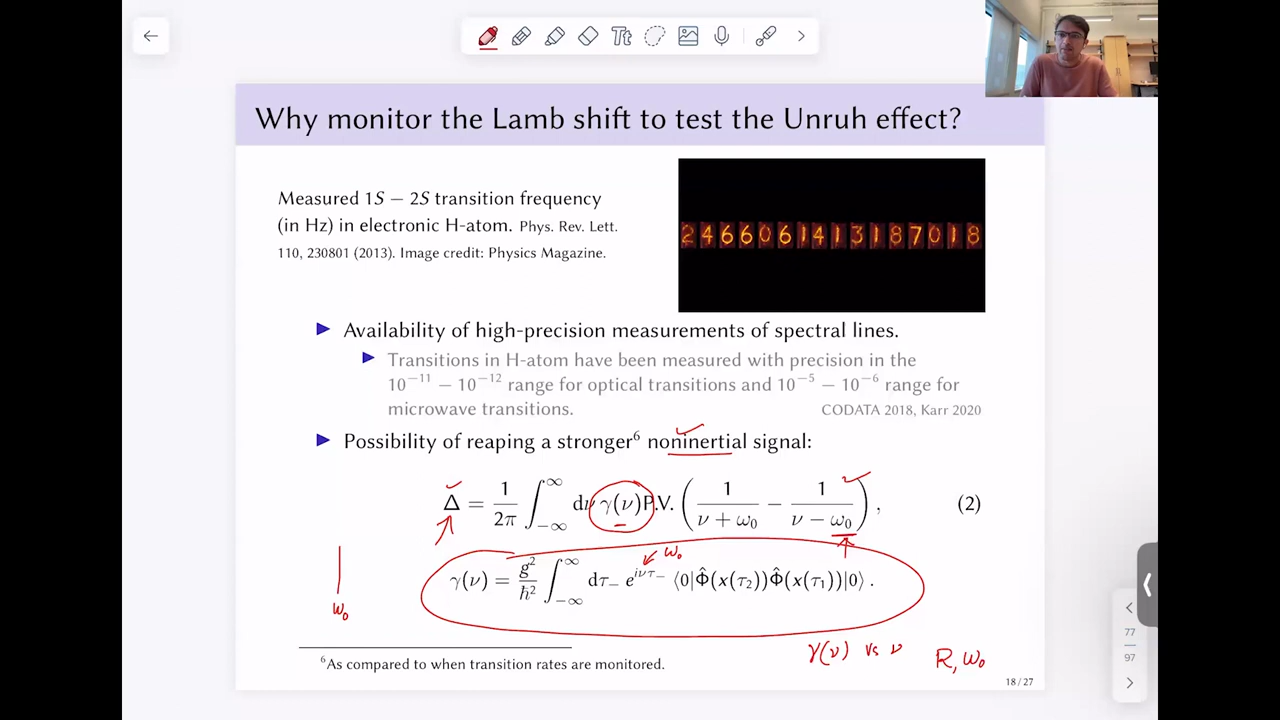 Tt
Why monitor the Lamb shift to test the Unruh effect?
Measured 1S − 2S transition frequency
(in Hz) in electronic H-atom. Phys. Rev. Lett.
110, 230801 (2013). Image credit: Physics Magazine.
2466061413187018
▶ Availability of high-precision measurements of spectral lines.
▶ Transitions in H-atom have been measured with precision in the
10⁻¹¹ − 10⁻¹² range for optical transitions and 10⁻⁵ − 10⁻⁶ range for
microwave transitions. CODATA 2018, Karr 2020
▶ Possibility of reaping a stronger⁶ noninertial signal:
Δ = 1/2π ∫_{−∞}^{∞} dν γ(ν)P.V. ( 1/(ν + ω₀) − 1/(ν − ω₀) ) , (2)
ω₀
γ(ν) = g²/ħ² ∫_{−∞}^{∞} dτ₋ e^{iντ₋} ⟨0|Φ̂(x(τ₂))Φ̂(x(τ₁))|0⟩ .
ω₀
γ(ν) vs ν R, ω₀
⁶As compared to when transition rates are monitored.
18 / 27
77
97